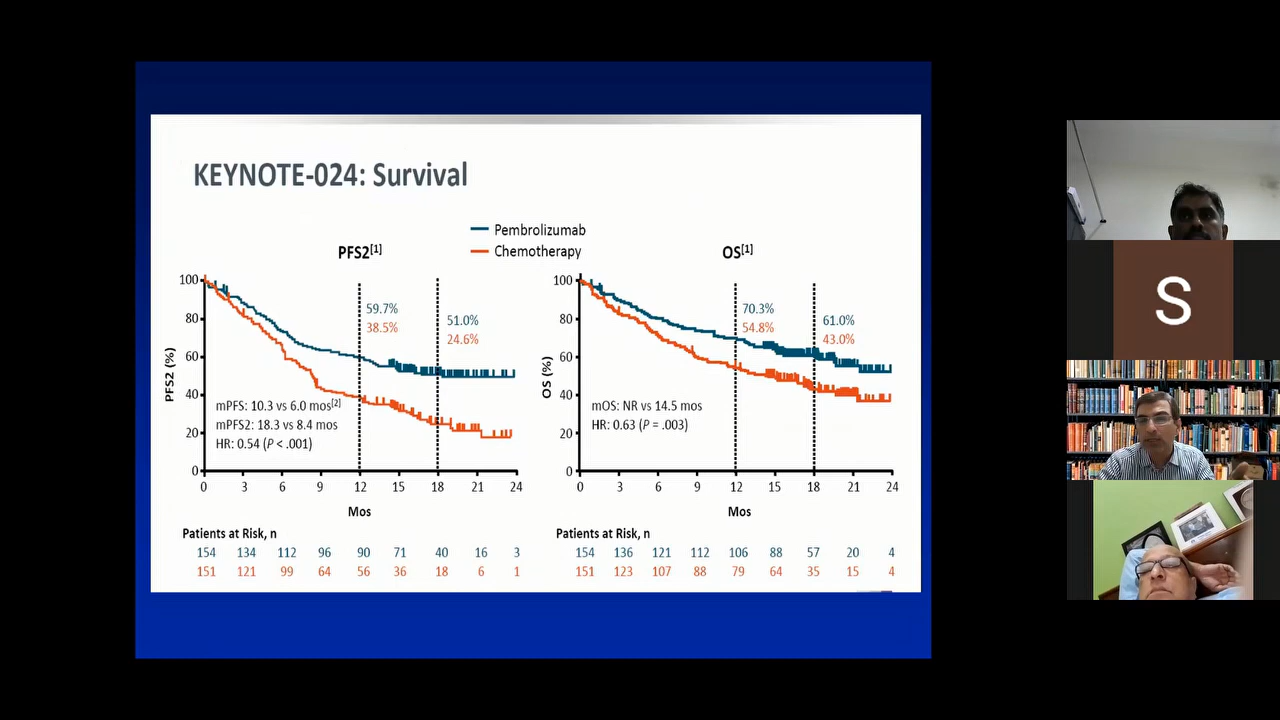 KEYNOTE-024: Survival
Pembrolizumab
Chemotherapy
PFS2[1]
OS[1]
100
80
60
40
20
0
PFS2 (%)
59.7%
38.5%
51.0%
24.6%
mPFS: 10.3 vs 6.0 mos[2]
mPFS2: 18.3 vs 8.4 mos
HR: 0.54 (P < .001)
0 3 6 9 12 15 18 21 24
Mos
100
80
60
40
20
0
OS (%)
70.3%
54.8%
61.0%
43.0%
mOS: NR vs 14.5 mos
HR: 0.63 (P = .003)
0 3 6 9 12 15 18 21 24
Mos
Patients at Risk, n
154 134 112 96 90 71 40 16 3
151 121 99 64 56 36 18 6 1
Patients at Risk, n
154 136 121 112 106 88 57 20 4
151 123 107 88 79 64 35 15 4
S